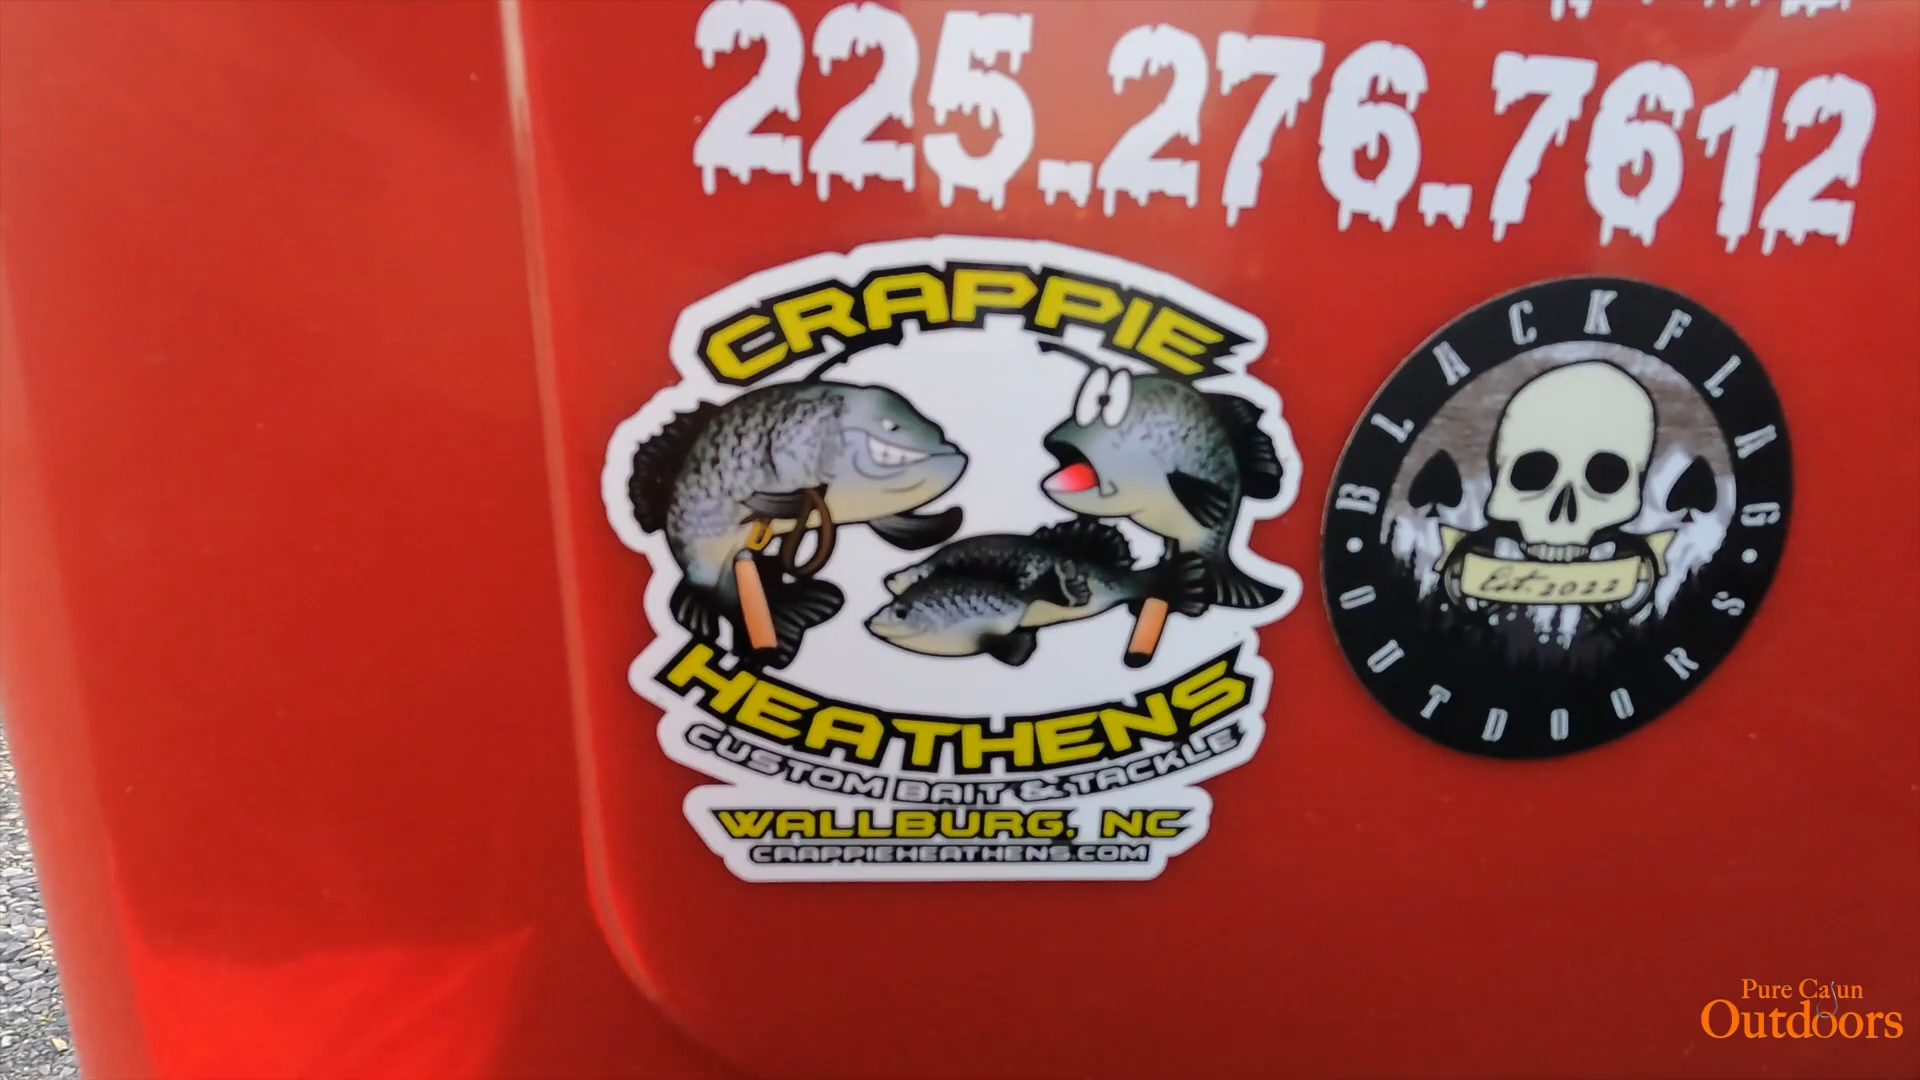 225.276.7612
CRAPPIE
HEATHENS
CUSTOM BAIT & TACKLE
WALLBURG, NC
CRAPPIEHEATHENS.COM
BLACKFLAG
Est. 2022
OUTDOORS
Pure Cajun
Outdoors